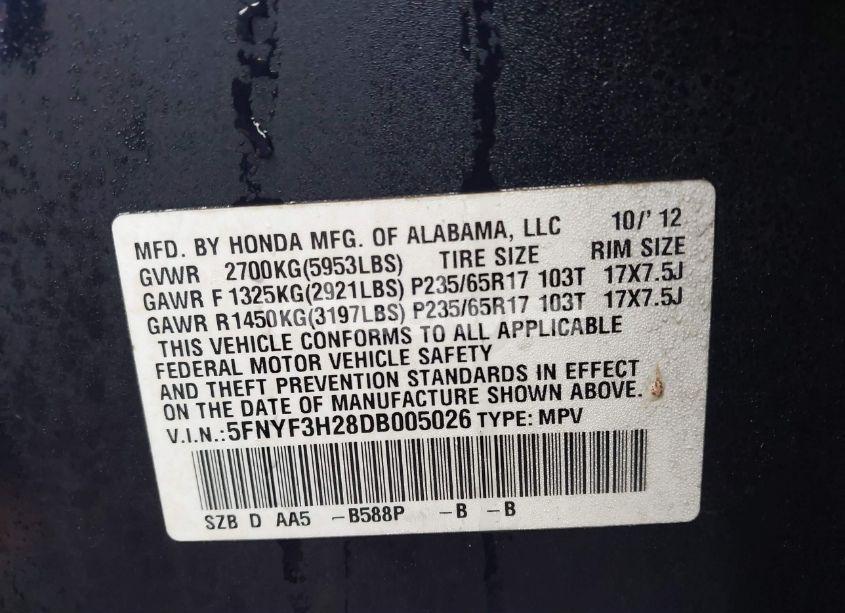 MFD. BY HONDA MFG. OF ALABAMA, LLC 10/' 12
GVWR 2700KG(5953LBS) TIRE SIZE RIM SIZE
GAWR F 1325KG(2921LBS) P235/65R17 103T 17X7.5J
GAWR R1450KG(3197LBS) P235/65R17 103T 17X7.5J
THIS VEHICLE CONFORMS TO ALL APPLICABLE
FEDERAL MOTOR VEHICLE SAFETY
AND THEFT PREVENTION STANDARDS IN EFFECT
ON THE DATE OF MANUFACTURE SHOWN ABOVE.
V.I.N.:5FNYF3H28DB005026 TYPE: MPV
SZB D AA5 -B588P -B -B